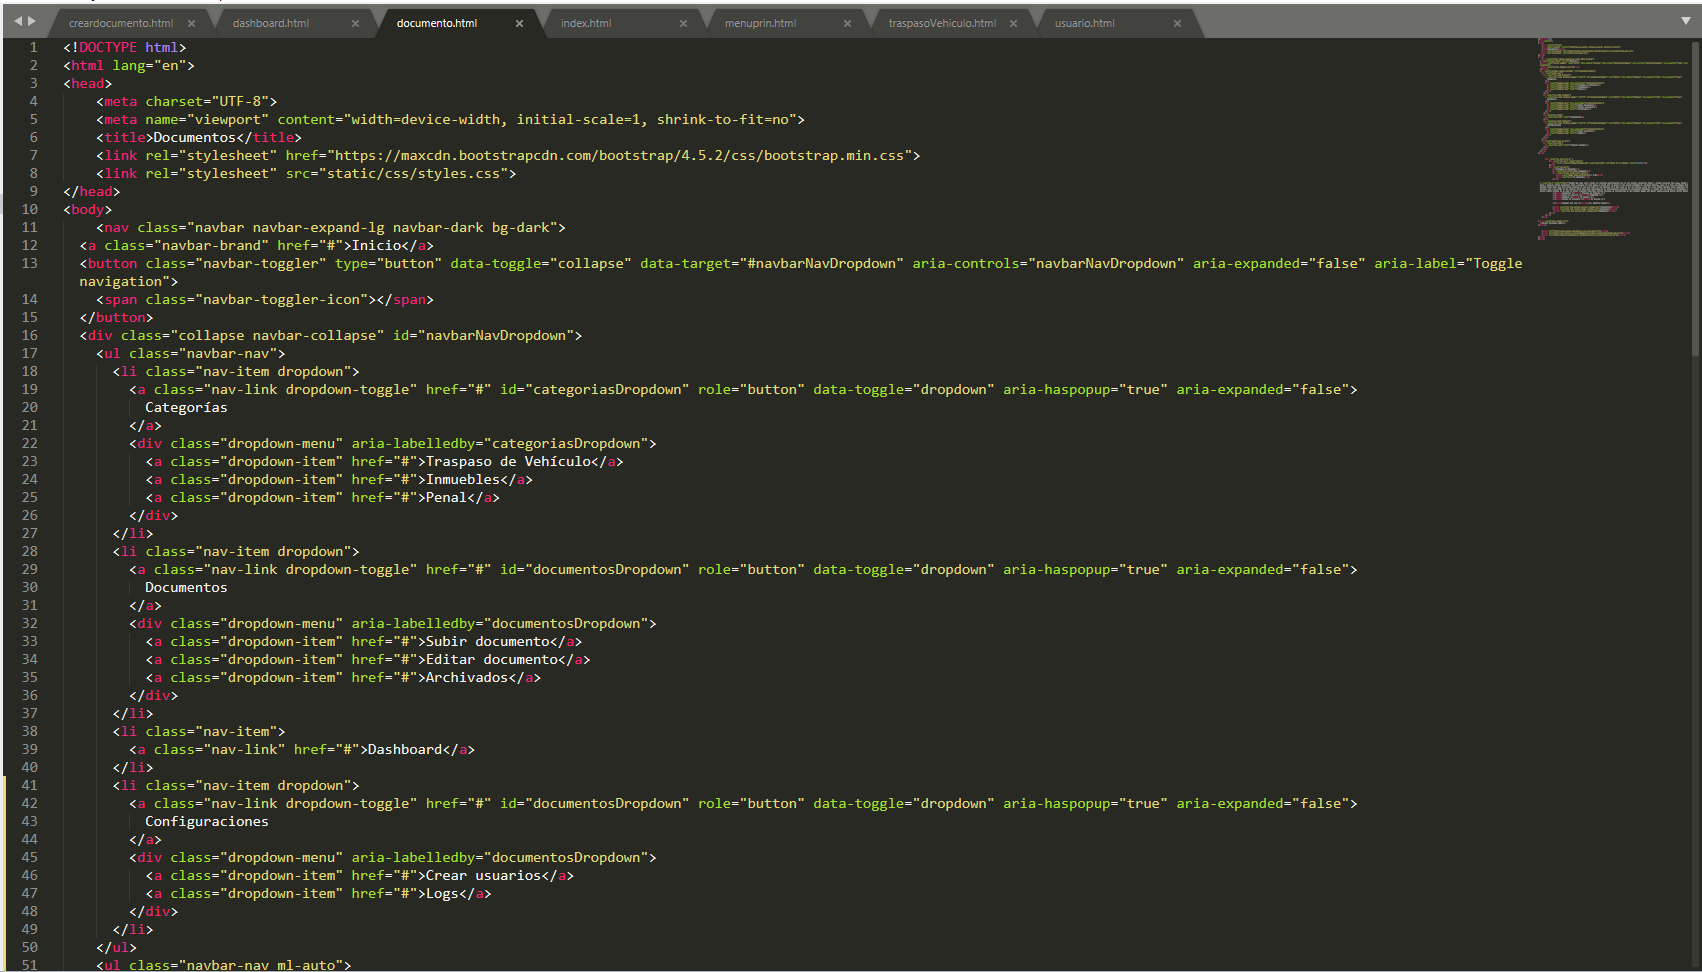 creardocumento.html × dashboard.html × documento.html × index.html × menuprin.html × traspasoVehiculo.html × usuario.html ×
1 <!DOCTYPE html>
2 <html lang="en">
3 <head>
4 <meta charset="UTF-8">
5 <meta name="viewport" content="width=device-width, initial-scale=1, shrink-to-fit=no">
6 <title>Documentos</title>
7 <link rel="stylesheet" href="https://maxcdn.bootstrapcdn.com/bootstrap/4.5.2/css/bootstrap.min.css">
8 <link rel="stylesheet" src="static/css/styles.css">
9 </head>
10 <body>
11 <nav class="navbar navbar-expand-lg navbar-dark bg-dark">
12 <a class="navbar-brand" href="#">Inicio</a>
13 <button class="navbar-toggler" type="button" data-toggle="collapse" data-target="#navbarNavDropdown" aria-controls="navbarNavDropdown" aria-expanded="false" aria-label="Toggle
navigation">
14 <span class="navbar-toggler-icon"></span>
15 </button>
16 <div class="collapse navbar-collapse" id="navbarNavDropdown">
17 <ul class="navbar-nav">
18 <li class="nav-item dropdown">
19 <a class="nav-link dropdown-toggle" href="#" id="categoriasDropdown" role="button" data-toggle="dropdown" aria-haspopup="true" aria-expanded="false">
20 Categorías
21 </a>
22 <div class="dropdown-menu" aria-labelledby="categoriasDropdown">
23 <a class="dropdown-item" href="#">Traspaso de Vehículo</a>
24 <a class="dropdown-item" href="#">Inmuebles</a>
25 <a class="dropdown-item" href="#">Penal</a>
26 </div>
27 </li>
28 <li class="nav-item dropdown">
29 <a class="nav-link dropdown-toggle" href="#" id="documentosDropdown" role="button" data-toggle="dropdown" aria-haspopup="true" aria-expanded="false">
30 Documentos
31 </a>
32 <div class="dropdown-menu" aria-labelledby="documentosDropdown">
33 <a class="dropdown-item" href="#">Subir documento</a>
34 <a class="dropdown-item" href="#">Editar documento</a>
35 <a class="dropdown-item" href="#">Archivados</a>
36 </div>
37 </li>
38 <li class="nav-item">
39 <a class="nav-link" href="#">Dashboard</a>
40 </li>
41 <li class="nav-item dropdown">
42 <a class="nav-link dropdown-toggle" href="#" id="documentosDropdown" role="button" data-toggle="dropdown" aria-haspopup="true" aria-expanded="false">
43 Configuraciones
44 </a>
45 <div class="dropdown-menu" aria-labelledby="documentosDropdown">
46 <a class="dropdown-item" href="#">Crear usuarios</a>
47 <a class="dropdown-item" href="#">Logs</a>
48 </div>
49 </li>
50 </ul>
51 <ul class="navbar-nav ml-auto">